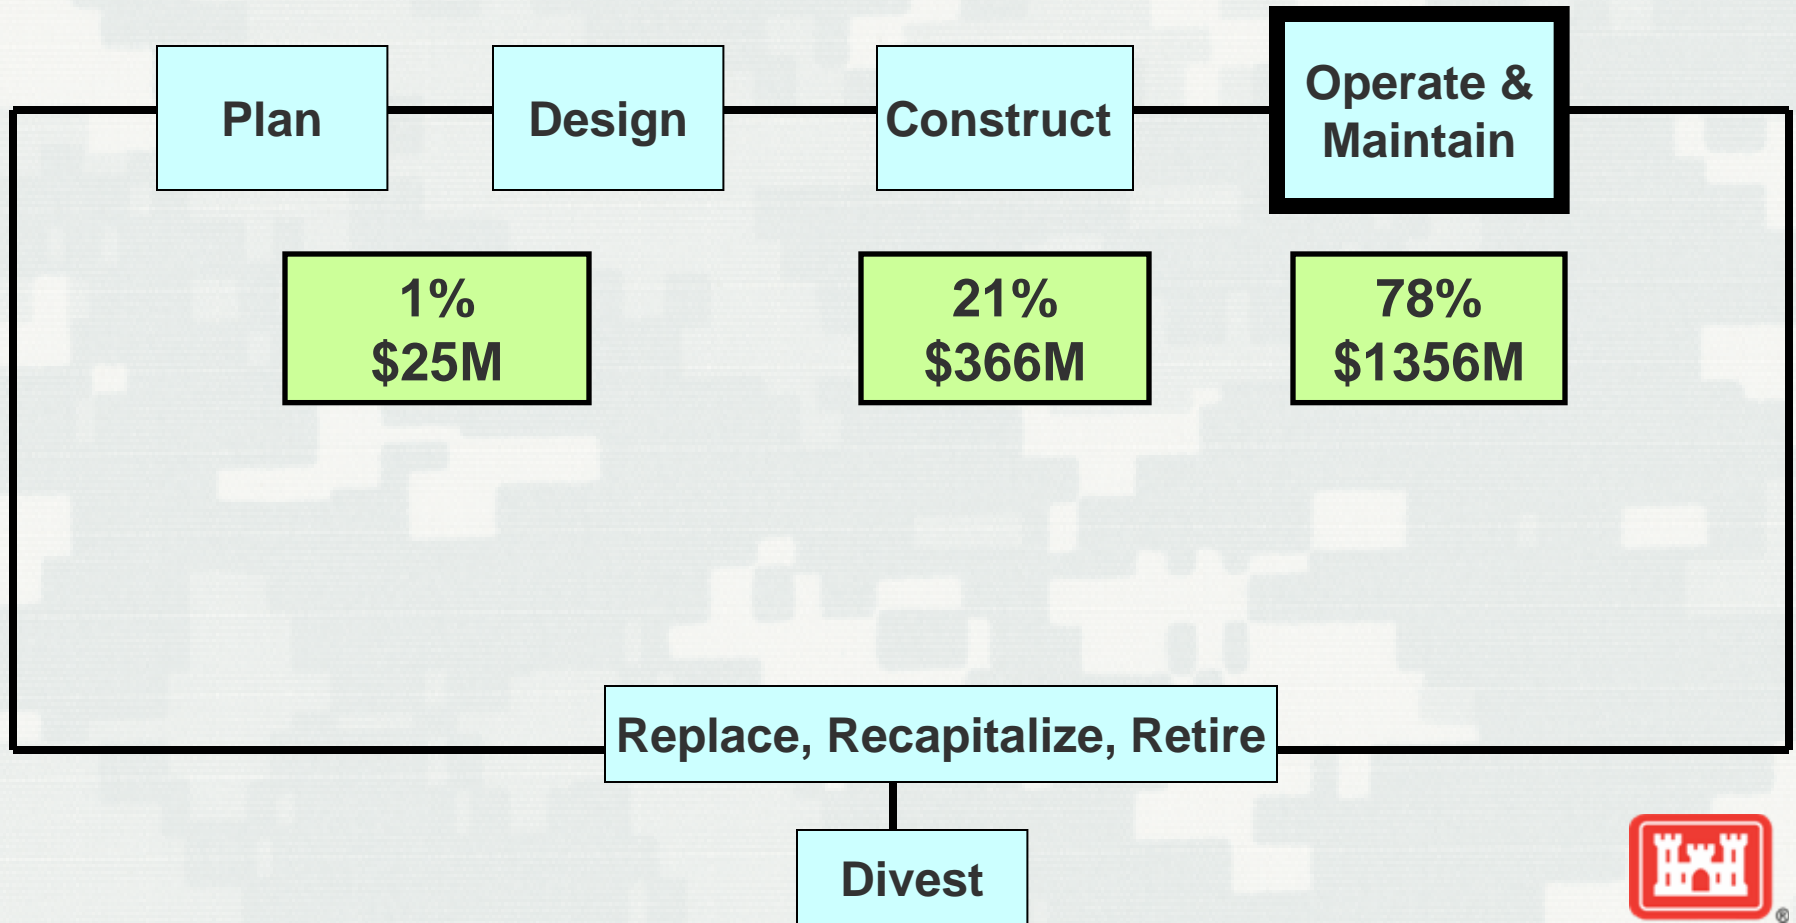 Plan
Design
Construct
Operate &
Maintain
1%
$25M
21%
$366M
78%
$1356M
Replace, Recapitalize, Retire
Divest
®